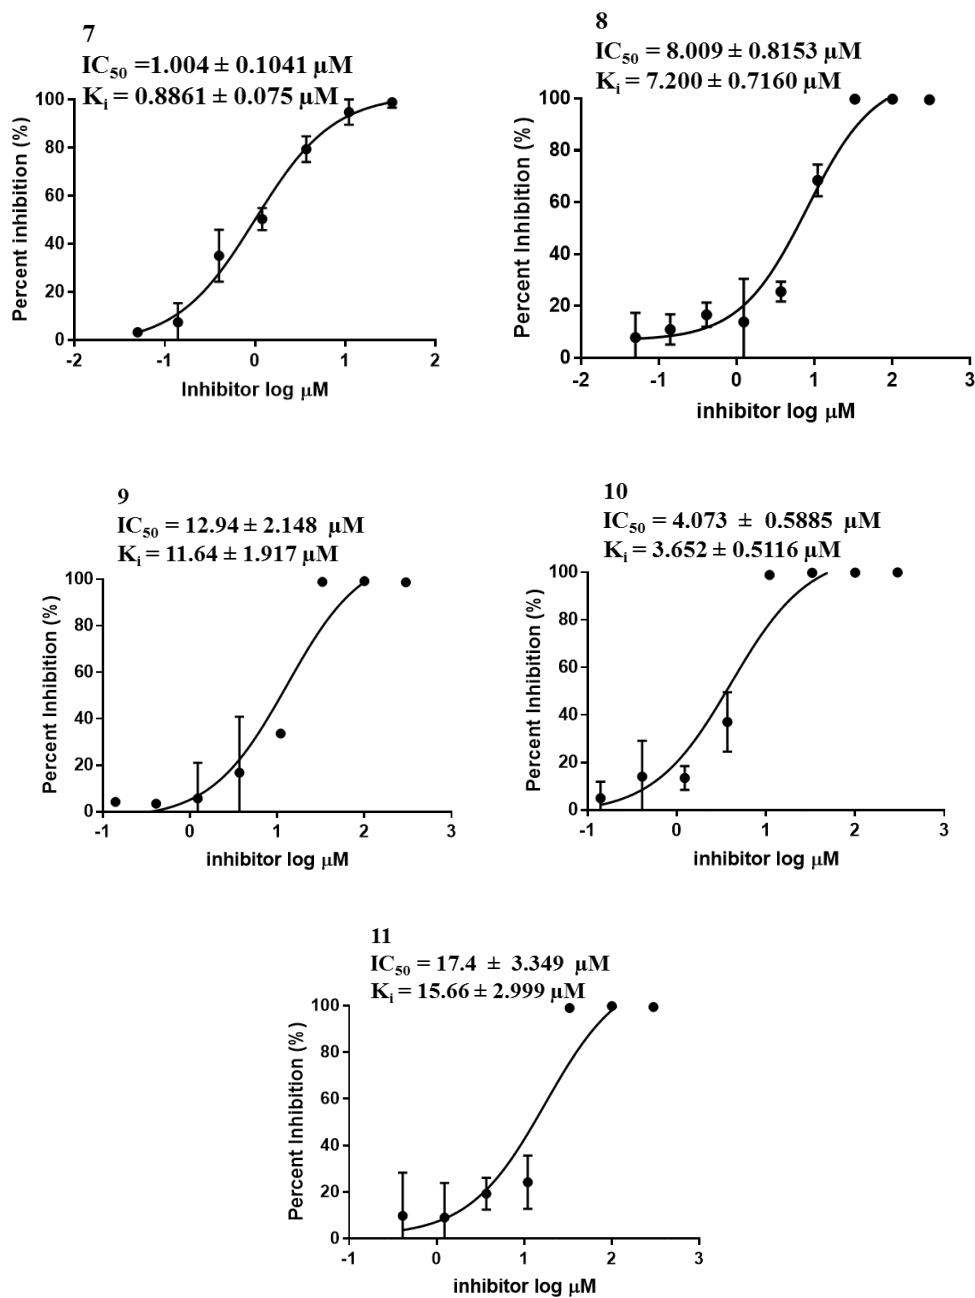 7
IC50 =1.004 ± 0.1041 µM
Ki = 0.8861 ± 0.075 µM
100
80
60
40
20
0
Percent inhibition (%)
-2 -1 0 1 2
Inhibitor log µM
8
IC50 = 8.009 ± 0.8153 µM
Ki = 7.200 ± 0.7160 µM
100
80
60
40
20
0
Percent Inhibition (%)
-2 -1 0 1 2 3
inhibitor log µM
9
IC50 = 12.94 ± 2.148 µM
Ki = 11.64 ± 1.917 µM
100
80
60
40
20
0
Percent Inhibition (%)
-1 0 1 2 3
inhibitor log µM
10
IC50 = 4.073 ± 0.5885 µM
Ki = 3.652 ± 0.5116 µM
100
80
60
40
20
0
Percent Inhibition (%)
-1 0 1 2 3
inhibitor log µM
11
IC50 = 17.4 ± 3.349 µM
Ki = 15.66 ± 2.999 µM
100
80
60
40
20
0
Percent Inhibition (%)
-1 0 1 2 3
inhibitor log µM